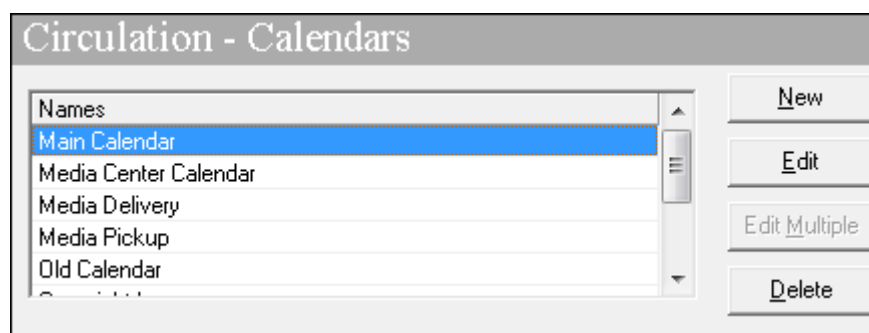 Circulation - Calendars
Names
Main Calendar
Media Center Calendar
Media Delivery
Media Pickup
Old Calendar
New
Edit
Edit Multiple
Delete